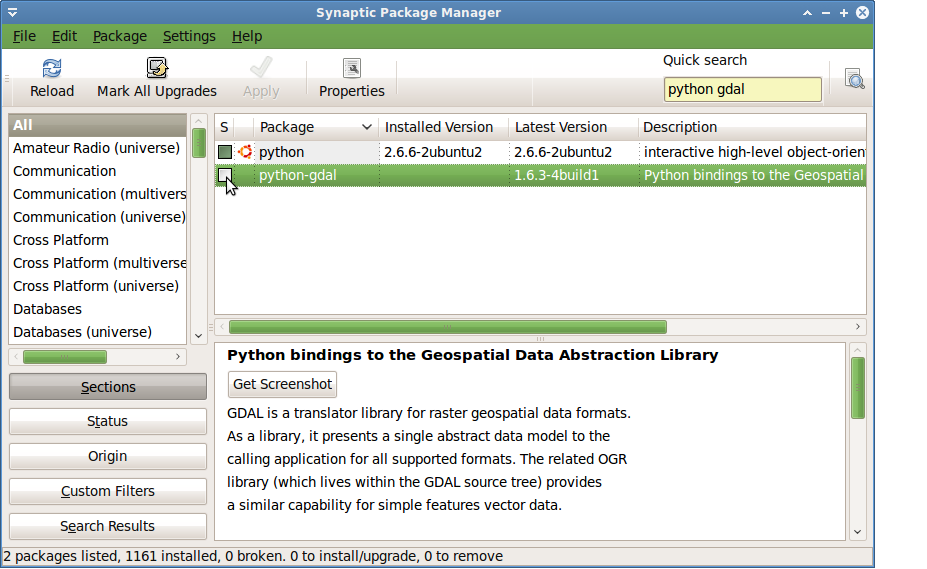 Synaptic Package Manager
File Edit Package Settings Help
Reload
Mark All Upgrades
Apply
Properties
Quick search
python gdal
All
Amateur Radio (universe)
Communication
Communication (multivers
Communication (universe)
Cross Platform
Cross Platform (multiverse
Cross Platform (universe)
Databases
Databases (universe)
Sections
Status
Origin
Custom Filters
Search Results
S Package Installed Version Latest Version Description
python 2.6.6-2ubuntu2 2.6.6-2ubuntu2 interactive high-level object-orien
python-gdal 1.6.3-4build1 Python bindings to the Geospatial
Python bindings to the Geospatial Data Abstraction Library
Get Screenshot
GDAL is a translator library for raster geospatial data formats.
As a library, it presents a single abstract data model to the
calling application for all supported formats. The related OGR
library (which lives within the GDAL source tree) provides
a similar capability for simple features vector data.
2 packages listed, 1161 installed, 0 broken. 0 to install/upgrade, 0 to remove